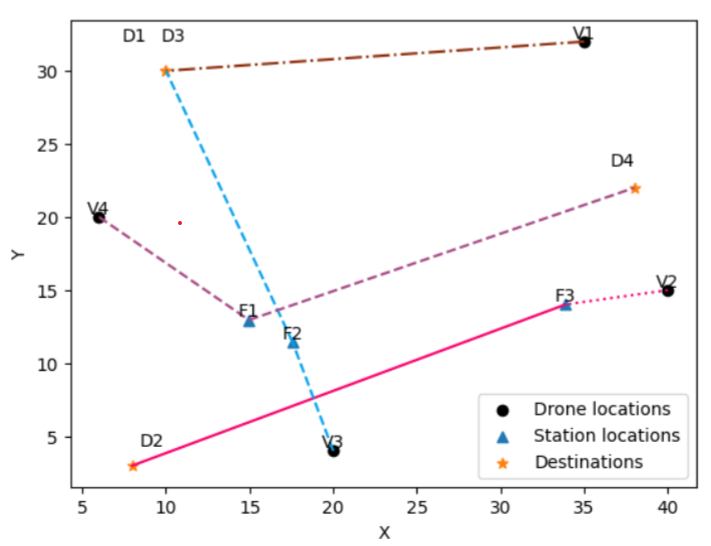 D1 D3
V1
30
25
D4
20
V4
Y
15
F1
F2
F3
V2
10
5
D2
V3
Drone locations
Station locations
Destinations
5 10 15 20 25 30 35 40
X